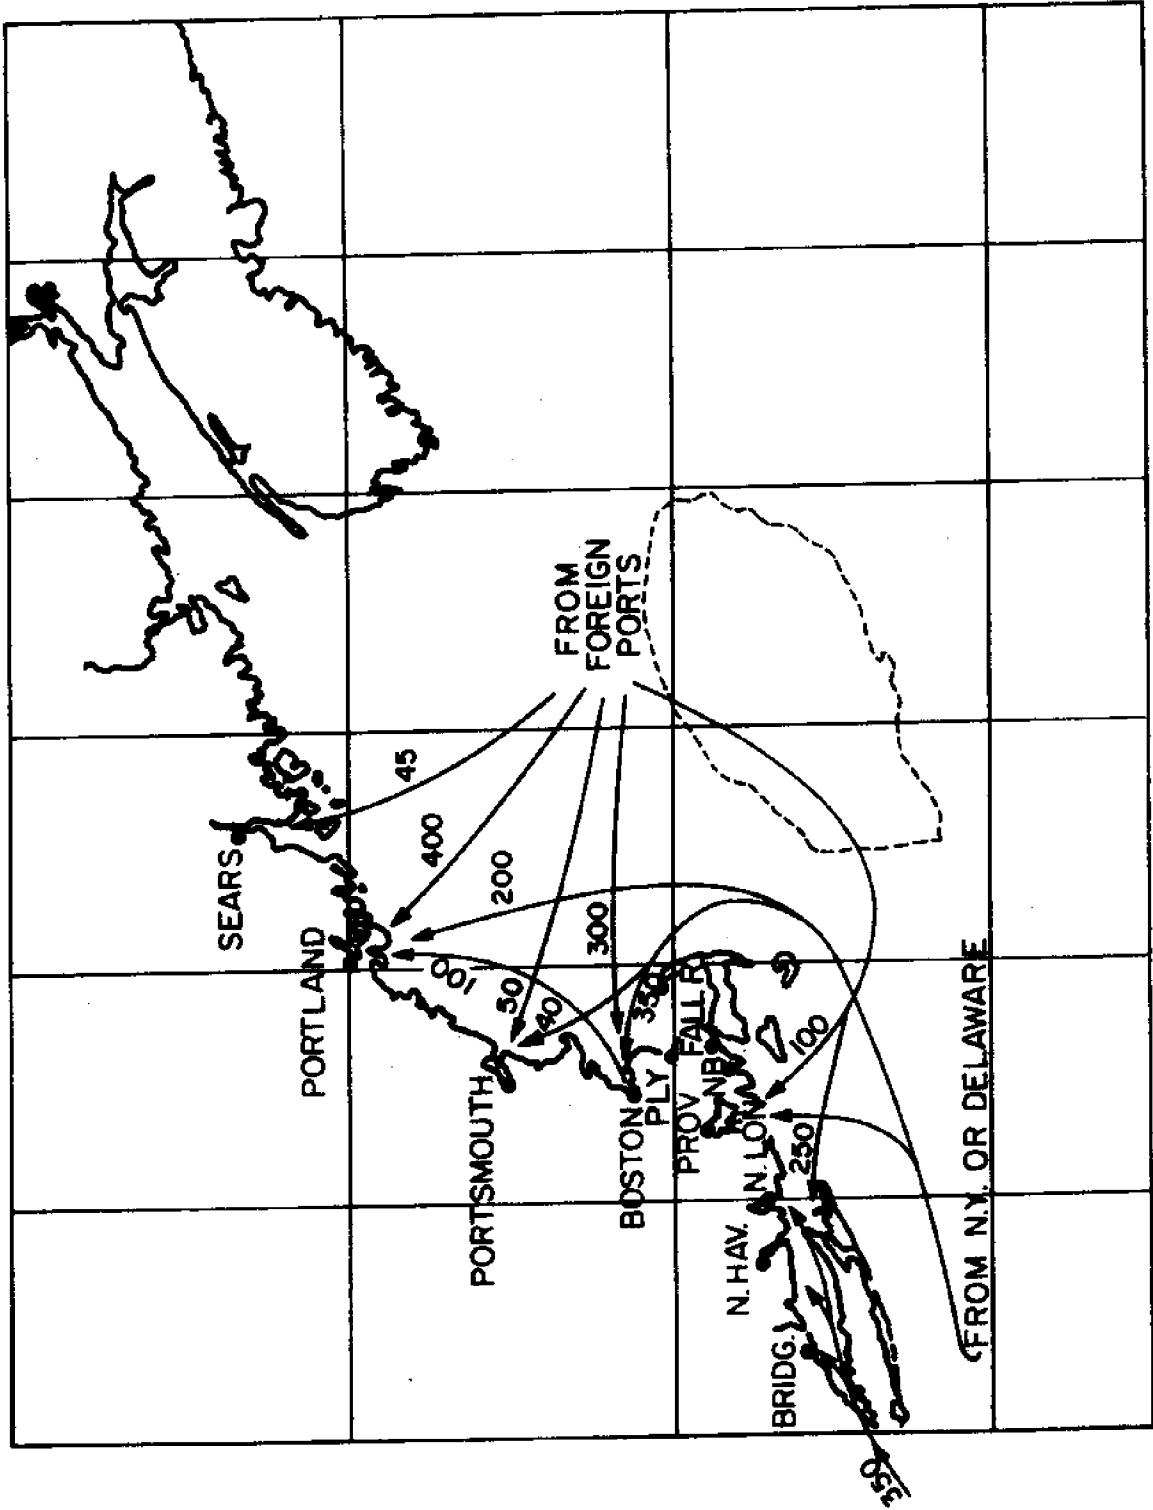 SEARS.
PORTLAND
PORTSMOUTH
BOSTON
PLY
PROV
FALL R.
NB
N. LON
N. HAV.
BRIDG.
FROM
FOREIGN
PORTS
45
400
200
300
100
50
40
350
100
250
350
FROM N.Y. OR DELAWARE